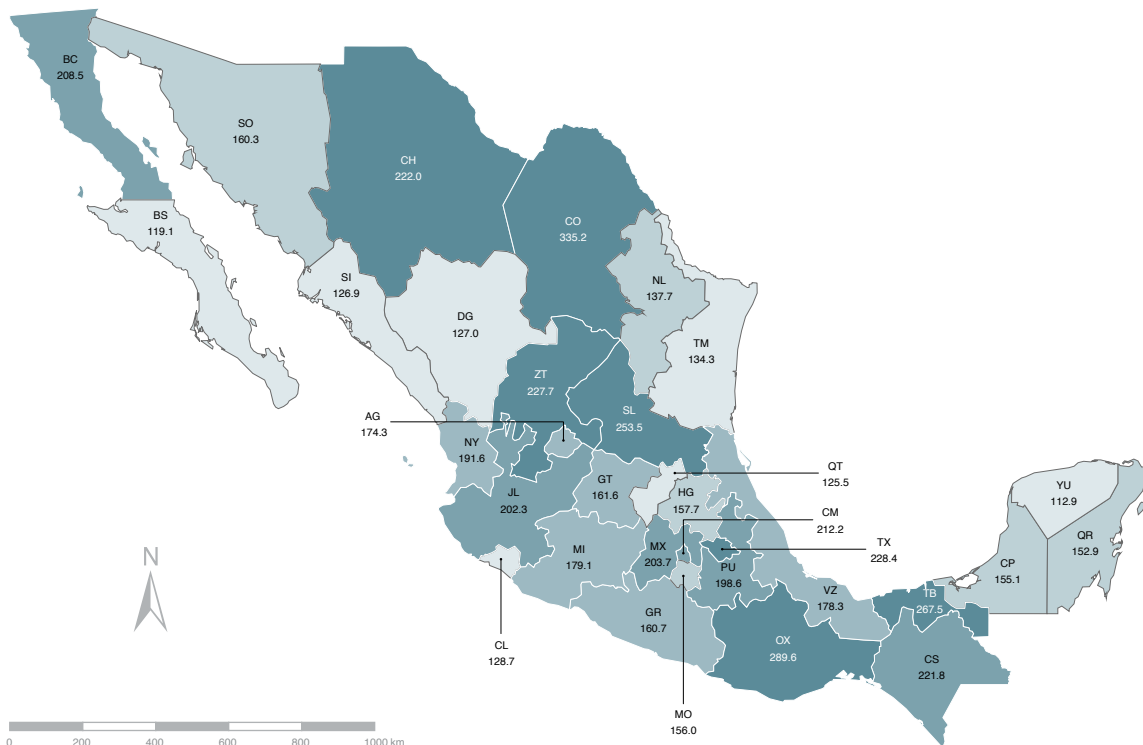 BC
208.5
SO
160.3
CH
222.0
CO
335.2
BS
119.1
SI
126.9
NL
137.7
DG
127.0
TM
134.3
ZT
227.7
SL
253.5
AG
174.3
NY
191.6
QT
125.5
GT
161.6
HG
157.7
YU
112.9
JL
202.3
CM
212.2
QR
152.9
TX
228.4
MI
179.1
MX
203.7
PU
198.6
CP
155.1
N
VZ
178.3
TB
267.5
GR
160.7
CL
128.7
OX
289.6
CS
221.8
MO
156.0
0 200 400 600 800 1000 km